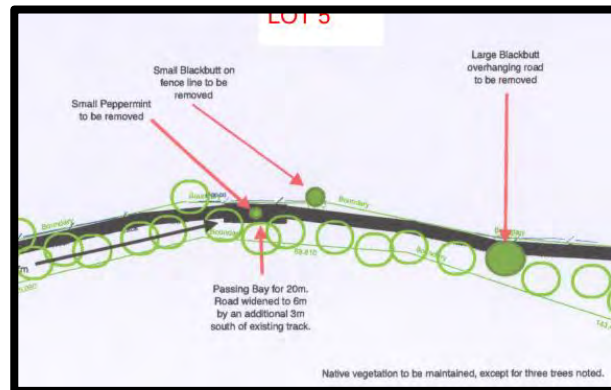 LOT 5
Small Blackbutt on
fence line to be
removed
Large Blackbutt
overhanging road
to be removed
Small Peppermint
to be removed
Boundary
Boundary
Boundary
Boundary
Boundary
Passing Bay for 20m.
Road widened to 6m
by an additional 3m
south of existing track.
Native vegetation to be maintained, except for three trees noted.